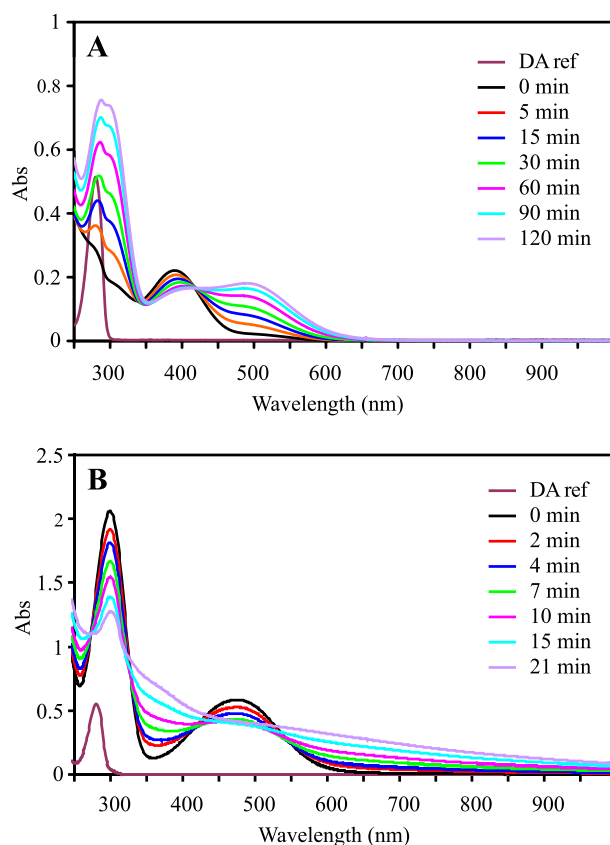 A
1
0.8
0.6
0.4
0.2
0
Abs
300 400 500 600 700 800 900
Wavelength (nm)
DA ref
0 min
5 min
15 min
30 min
60 min
90 min
120 min
B
2.5
2
1.5
1
0.5
0
Abs
300 400 500 600 700 800 900
Wavelength (nm)
DA ref
0 min
2 min
4 min
7 min
10 min
15 min
21 min